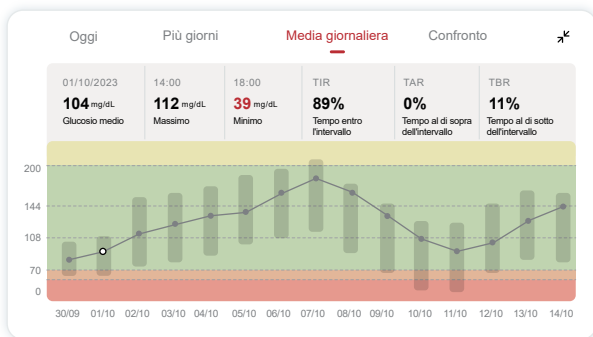 Oggi Più giorni Media giornaliera Confronto
01/10/2023 14:00 18:00 TIR TAR TBR
104 mg/dL 112 mg/dL 39 mg/dL 89% 0% 11%
Glucosio medio Massimo Minimo Tempo entro Tempo al di sopra Tempo al di sotto
l'intervallo dell'intervallo dell'intervallo
200
144
108
70
0
30/09 01/10 02/10 03/10 04/10 05/10 06/10 07/10 08/10 09/10 10/10 11/10 12/10 13/10 14/10